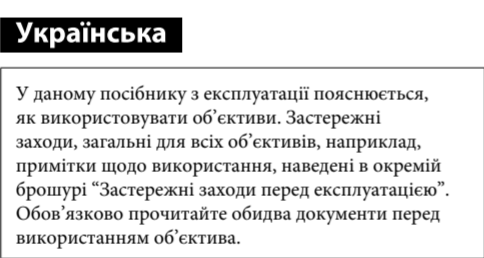 Українська
У даному посібнику з експлуатації пояснюється,
як використовувати об’єктиви. Застережні
заходи, загальні для всіх об’єктивів, наприклад,
примітки щодо використання, наведені в окремій
брошурі “Застережні заходи перед експлуатацією”.
Обов’язково прочитайте обидва документи перед
використанням об’єктива.